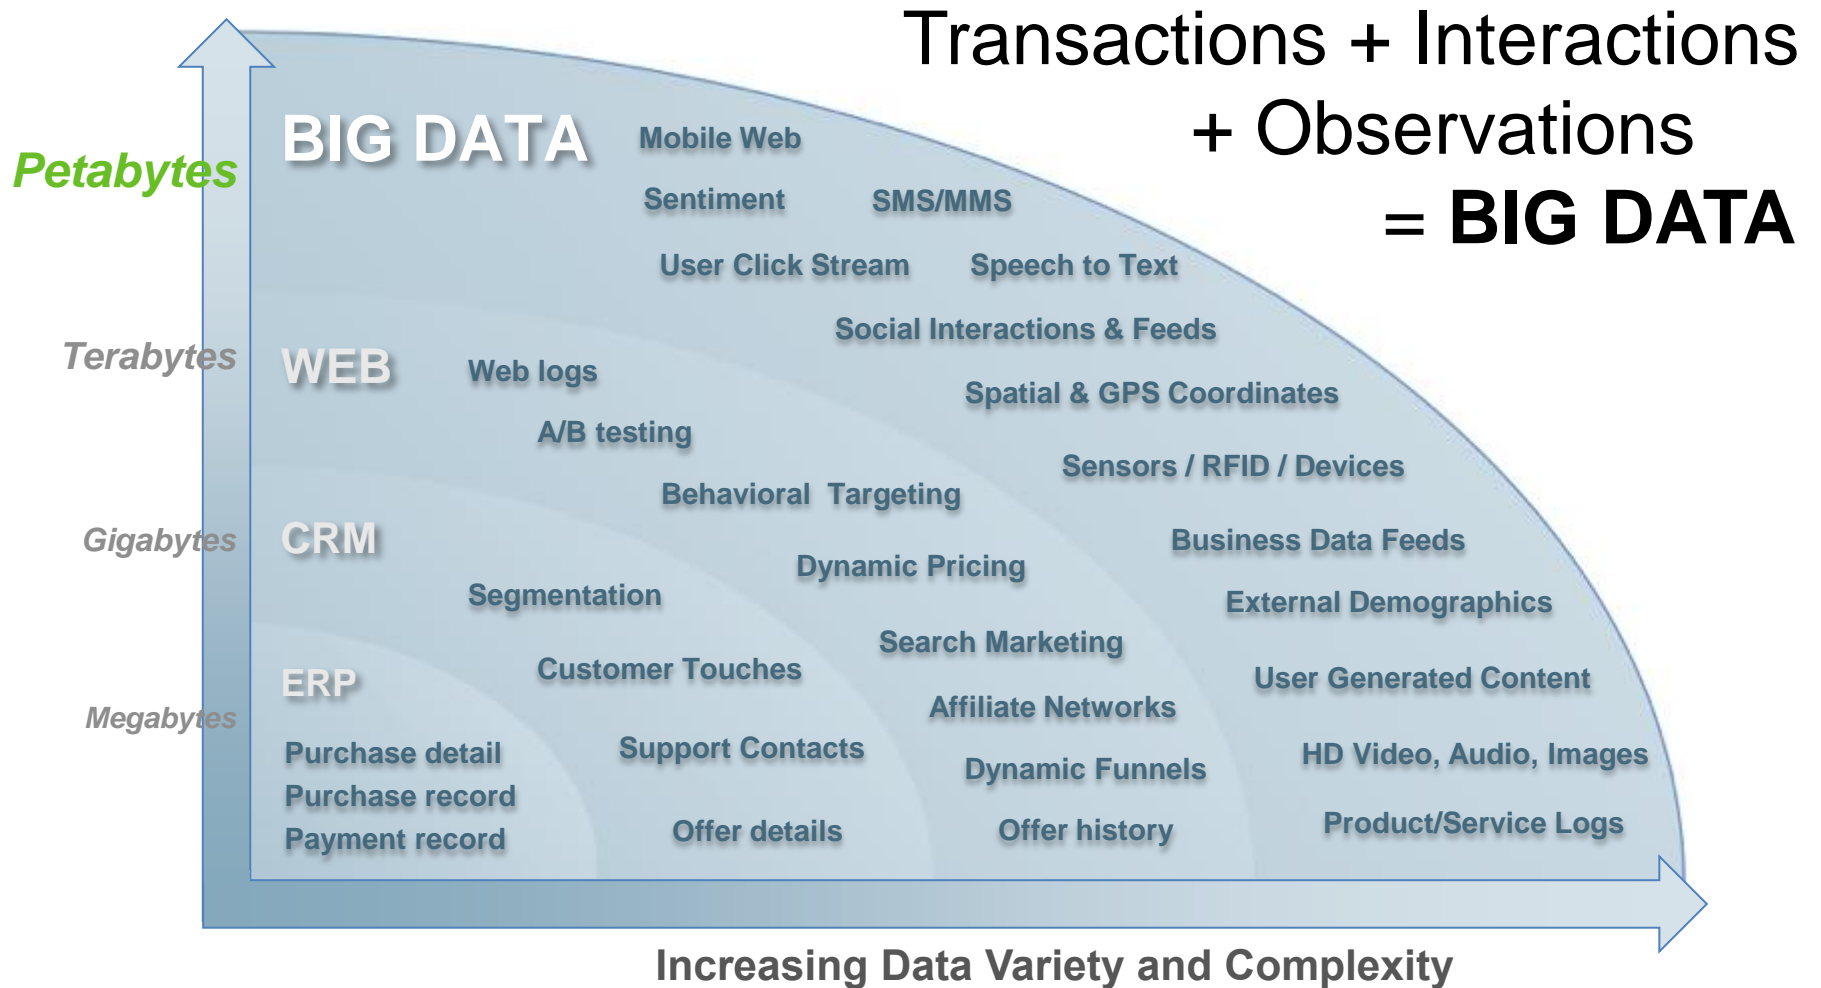 Transactions + Interactions
+ Observations
= BIG DATA
Petabytes
Terabytes
Gigabytes
Megabytes
BIG DATA
Mobile Web
Sentiment
SMS/MMS
User Click Stream
Speech to Text
Social Interactions & Feeds
Spatial & GPS Coordinates
Sensors / RFID / Devices
Business Data Feeds
External Demographics
User Generated Content
HD Video, Audio, Images
Product/Service Logs
WEB
Web logs
A/B testing
Behavioral Targeting
Dynamic Pricing
Search Marketing
Affiliate Networks
Dynamic Funnels
Offer history
CRM
Segmentation
Customer Touches
Support Contacts
Offer details
ERP
Purchase detail
Purchase record
Payment record
Increasing Data Variety and Complexity